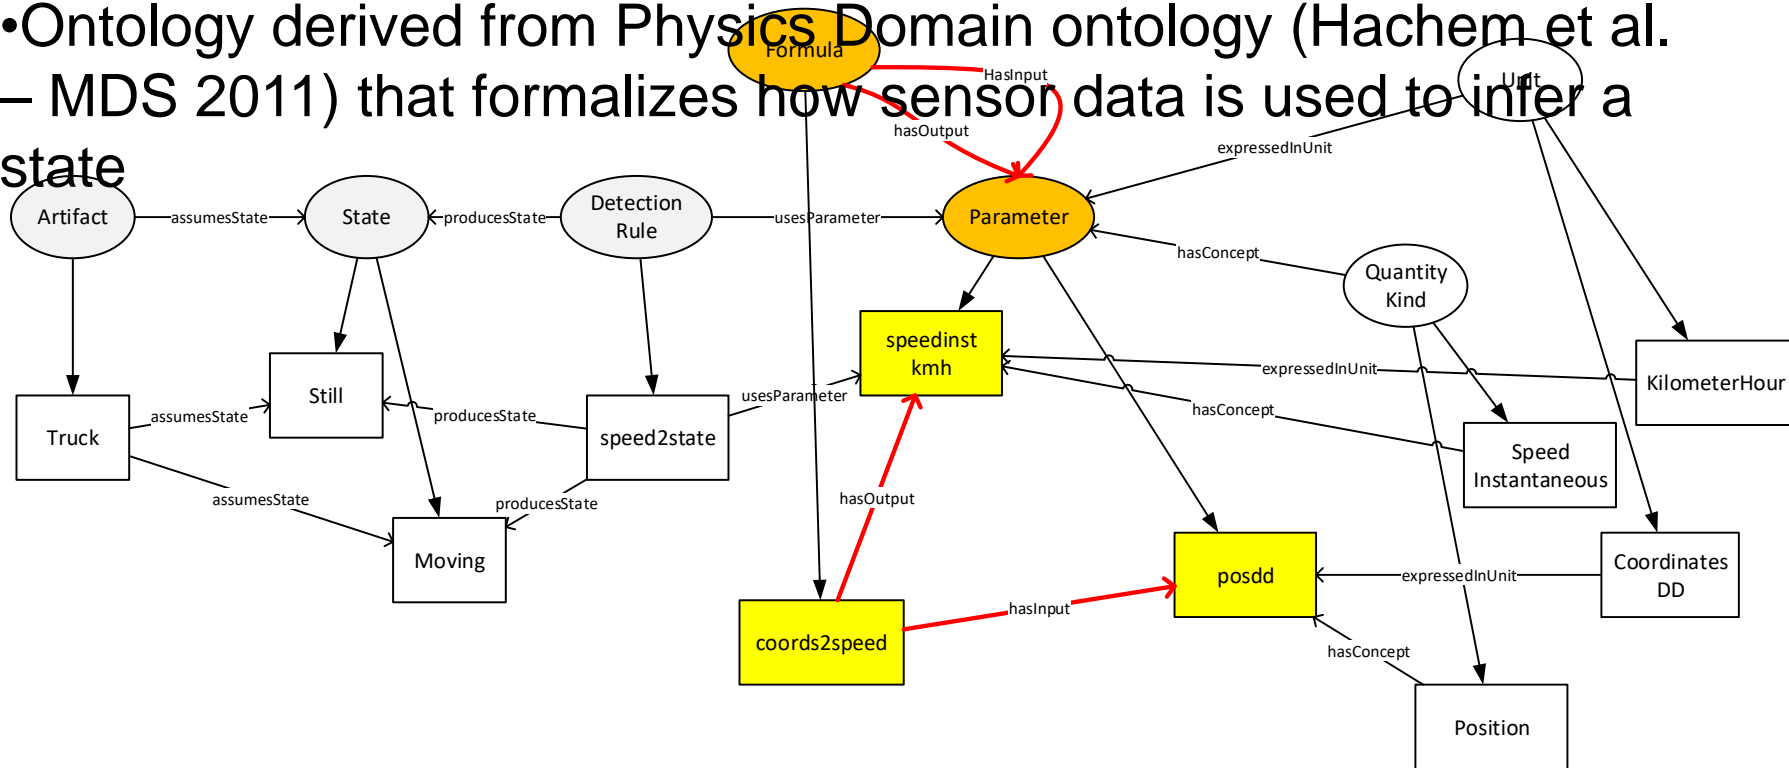 •Ontology derived from Physics Domain ontology (Hachem et al.
– MDS 2011) that formalizes how sensor data is used to infer a
state
Formula
HasInput
Unit
hasOutput
expressedInUnit
Artifact
assumesState
State
producesState
Detection
Rule
usesParameter
Parameter
hasConcept
Quantity
Kind
speedinst
kmh
expressedInUnit
KilometerHour
Still
usesParameter
assumesState
producesState
hasConcept
Truck
speed2state
Speed
Instantaneous
assumesState
producesState
hasOutput
Moving
posdd
expressedInUnit
Coordinates
DD
hasInput
coords2speed
hasConcept
Position